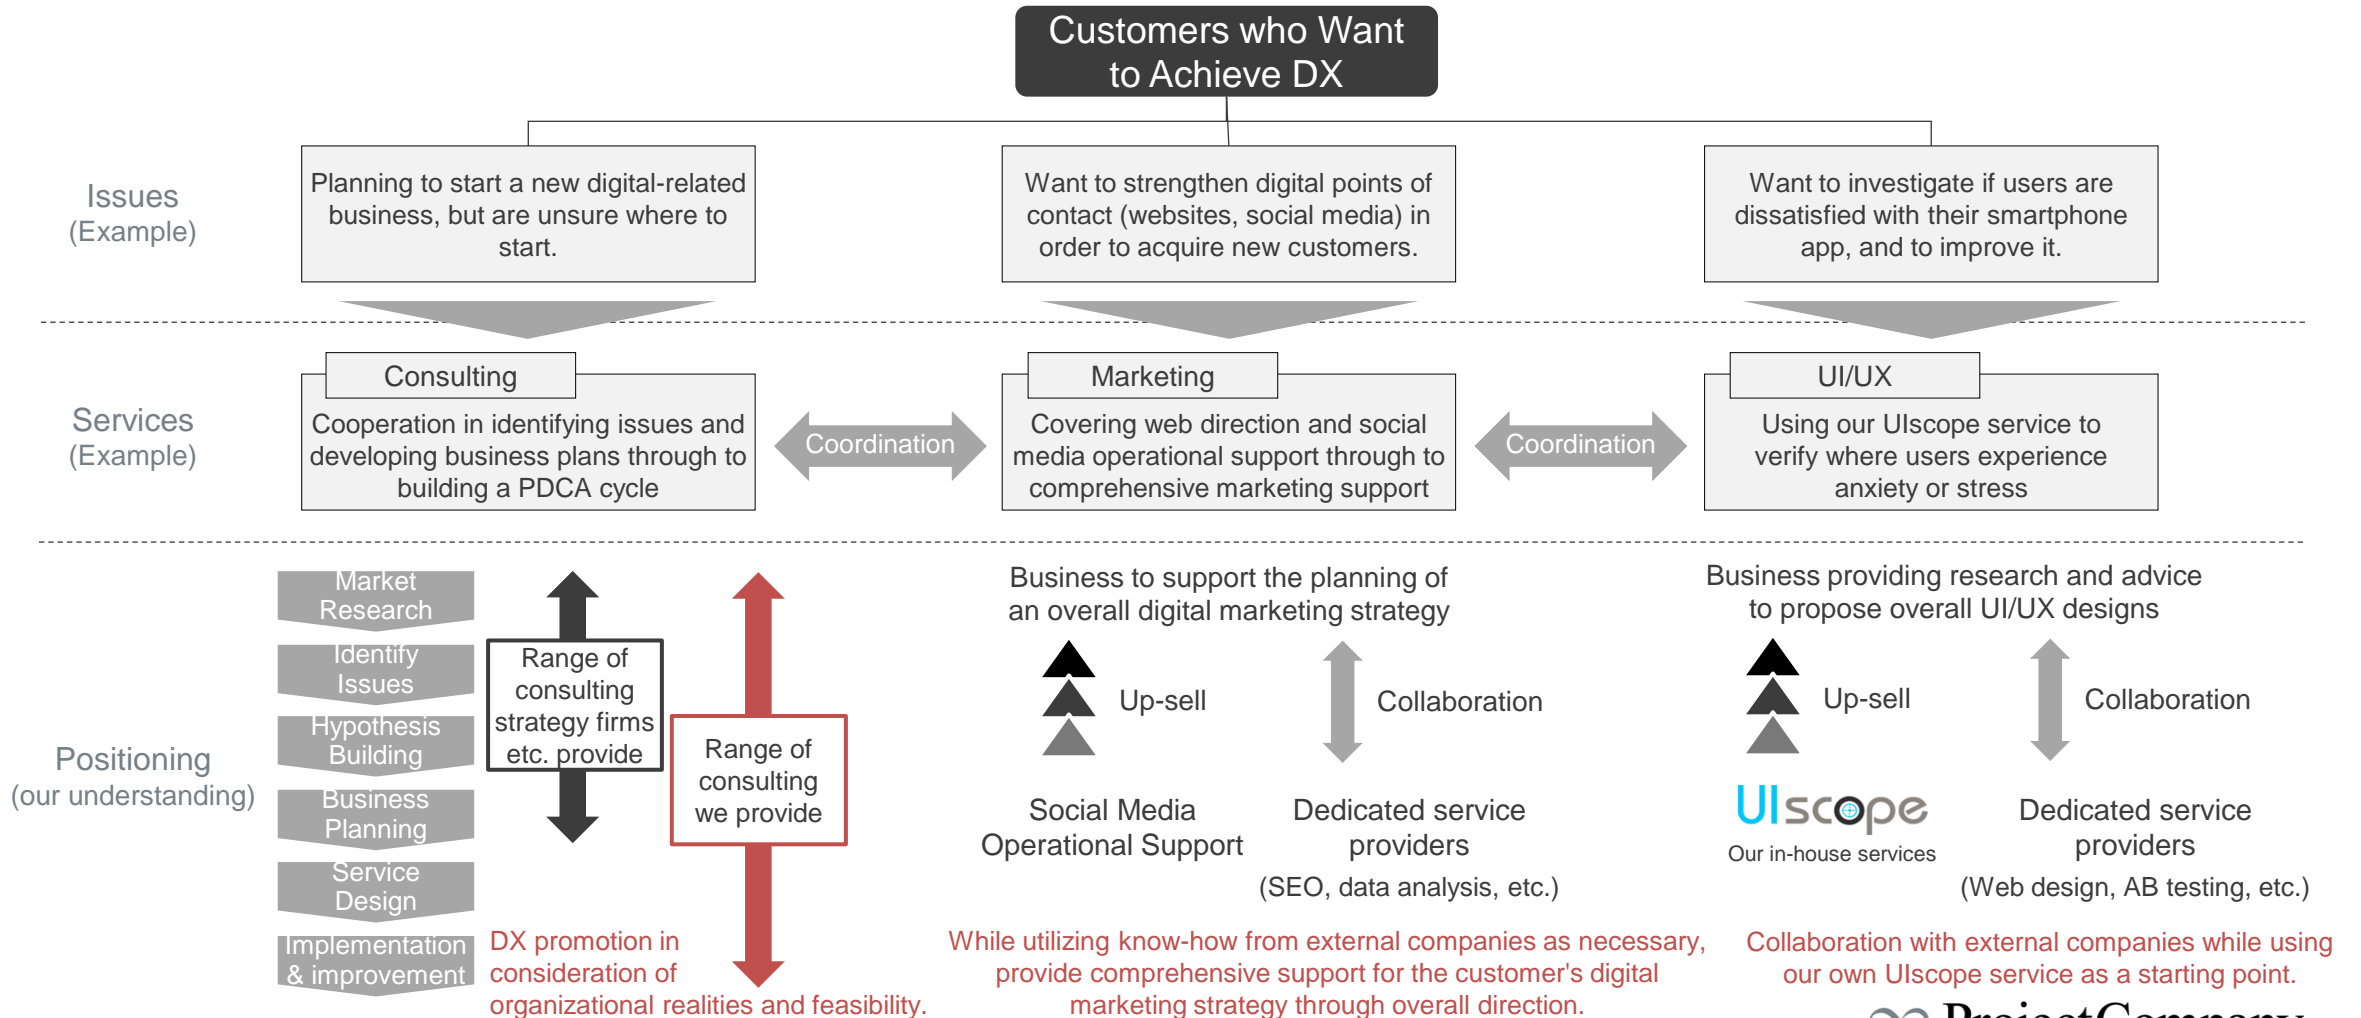 Customers who Want
to Achieve DX
Issues
(Example)
Planning to start a new digital-related
business, but are unsure where to
start.
Want to strengthen digital points of
contact (websites, social media) in
order to acquire new customers.
Want to investigate if users are
dissatisfied with their smartphone
app, and to improve it.
Services
(Example)
Consulting
Cooperation in identifying issues and
developing business plans through to
building a PDCA cycle
Coordination
Marketing
Covering web direction and social
media operational support through to
comprehensive marketing support
Coordination
UI/UX
Using our UIscope service to
verify where users experience
anxiety or stress
Positioning
(our understanding)
Market
Research
Identify
Issues
Hypothesis
Building
Business
Planning
Service
Design
Implementation
& improvement
Range of
consulting
strategy firms
etc. provide
Range of
consulting
we provide
DX promotion in
consideration of
organizational realities and feasibility.
Business to support the planning of
an overall digital marketing strategy
Up-sell
Collaboration
Social Media
Operational Support
Dedicated service
providers
(SEO, data analysis, etc.)
While utilizing know-how from external companies as necessary,
provide comprehensive support for the customer's digital
marketing strategy through overall direction.
Business providing research and advice
to propose overall UI/UX designs
Up-sell
Collaboration
UIscope
Our in-house services
Dedicated service
providers
(Web design, AB testing, etc.)
Collaboration with external companies while using
our own UIscope service as a starting point.
ProjectCompany